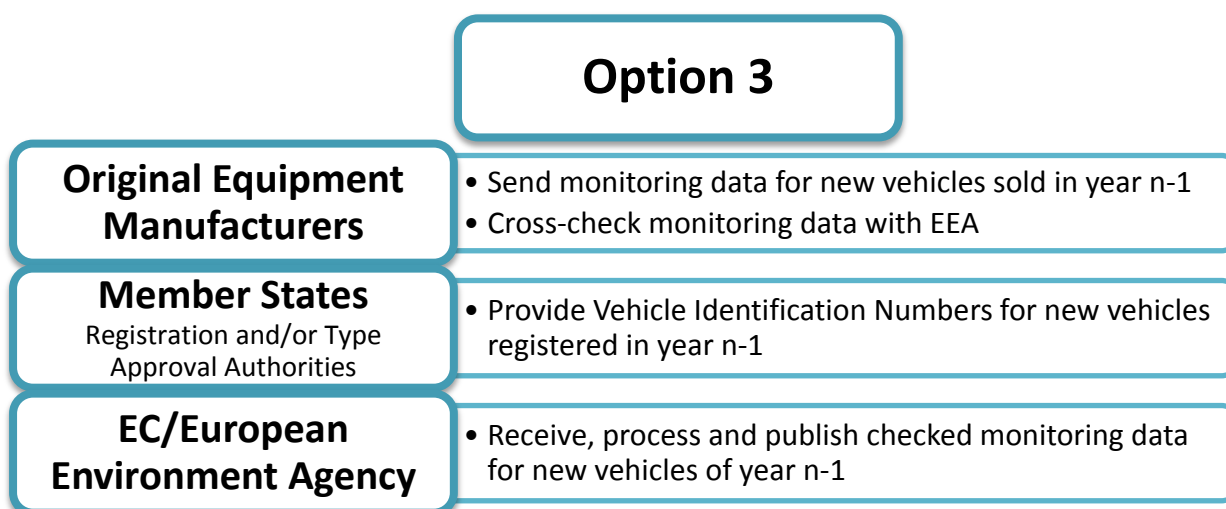 Option 3
Original Equipment
Manufacturers
• Send monitoring data for new vehicles sold in year n-1
• Cross-check monitoring data with EEA
Member States
Registration and/or Type
Approval Authorities
• Provide Vehicle Identification Numbers for new vehicles
registered in year n-1
EC/European
Environment Agency
• Receive, process and publish checked monitoring data
for new vehicles of year n-1